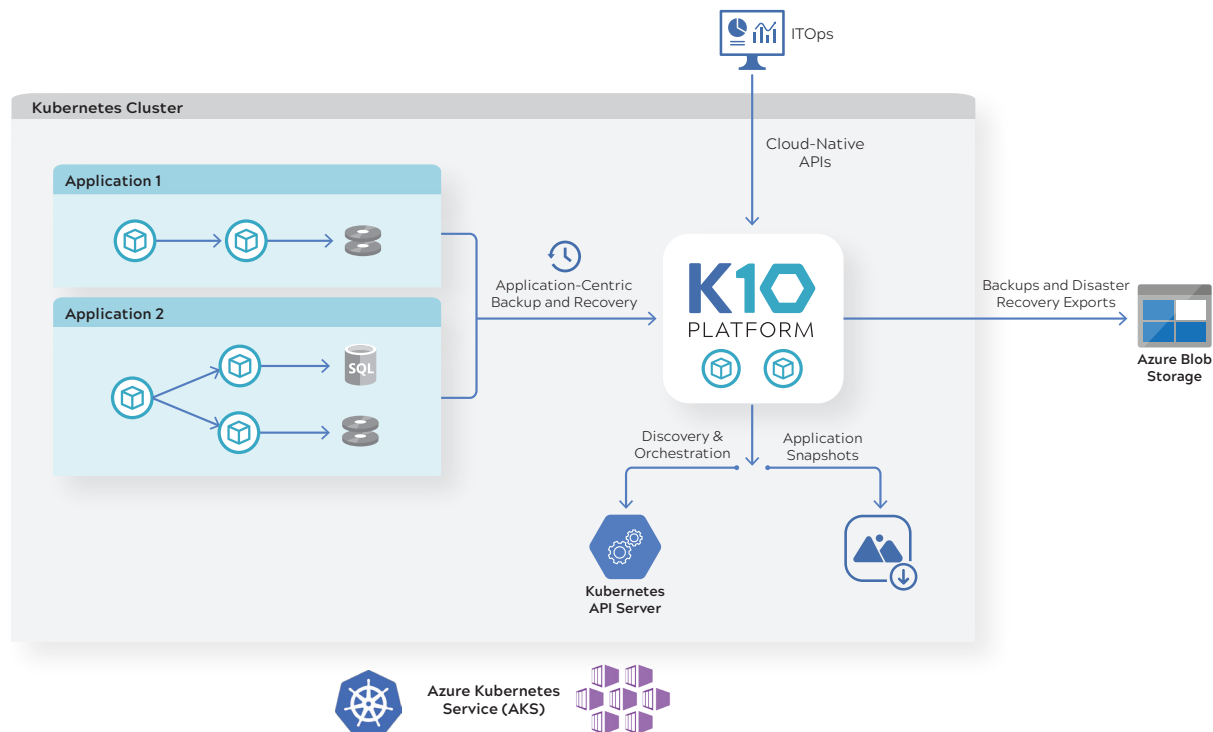 ITOps
Kubernetes Cluster
Cloud-Native
APIs
Application 1
Application-Centric
Backup and Recovery
K10
PLATFORM
Backups and Disaster
Recovery Exports
Azure Blob
Storage
Application 2
SQL
Discovery &
Orchestration
Application
Snapshots
Kubernetes
API Server
Azure Kubernetes
Service (AKS)